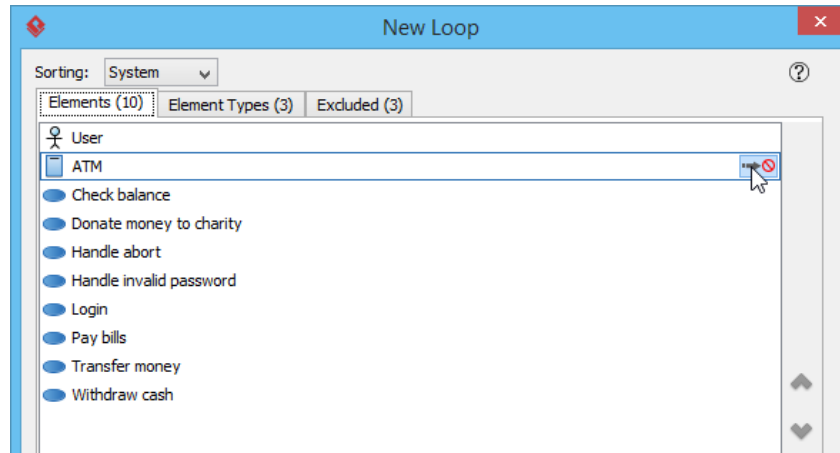 New Loop
Sorting: System
Elements (10) Element Types (3) Excluded (3)
User
ATM
Check balance
Donate money to charity
Handle abort
Handle invalid password
Login
Pay bills
Transfer money
Withdraw cash